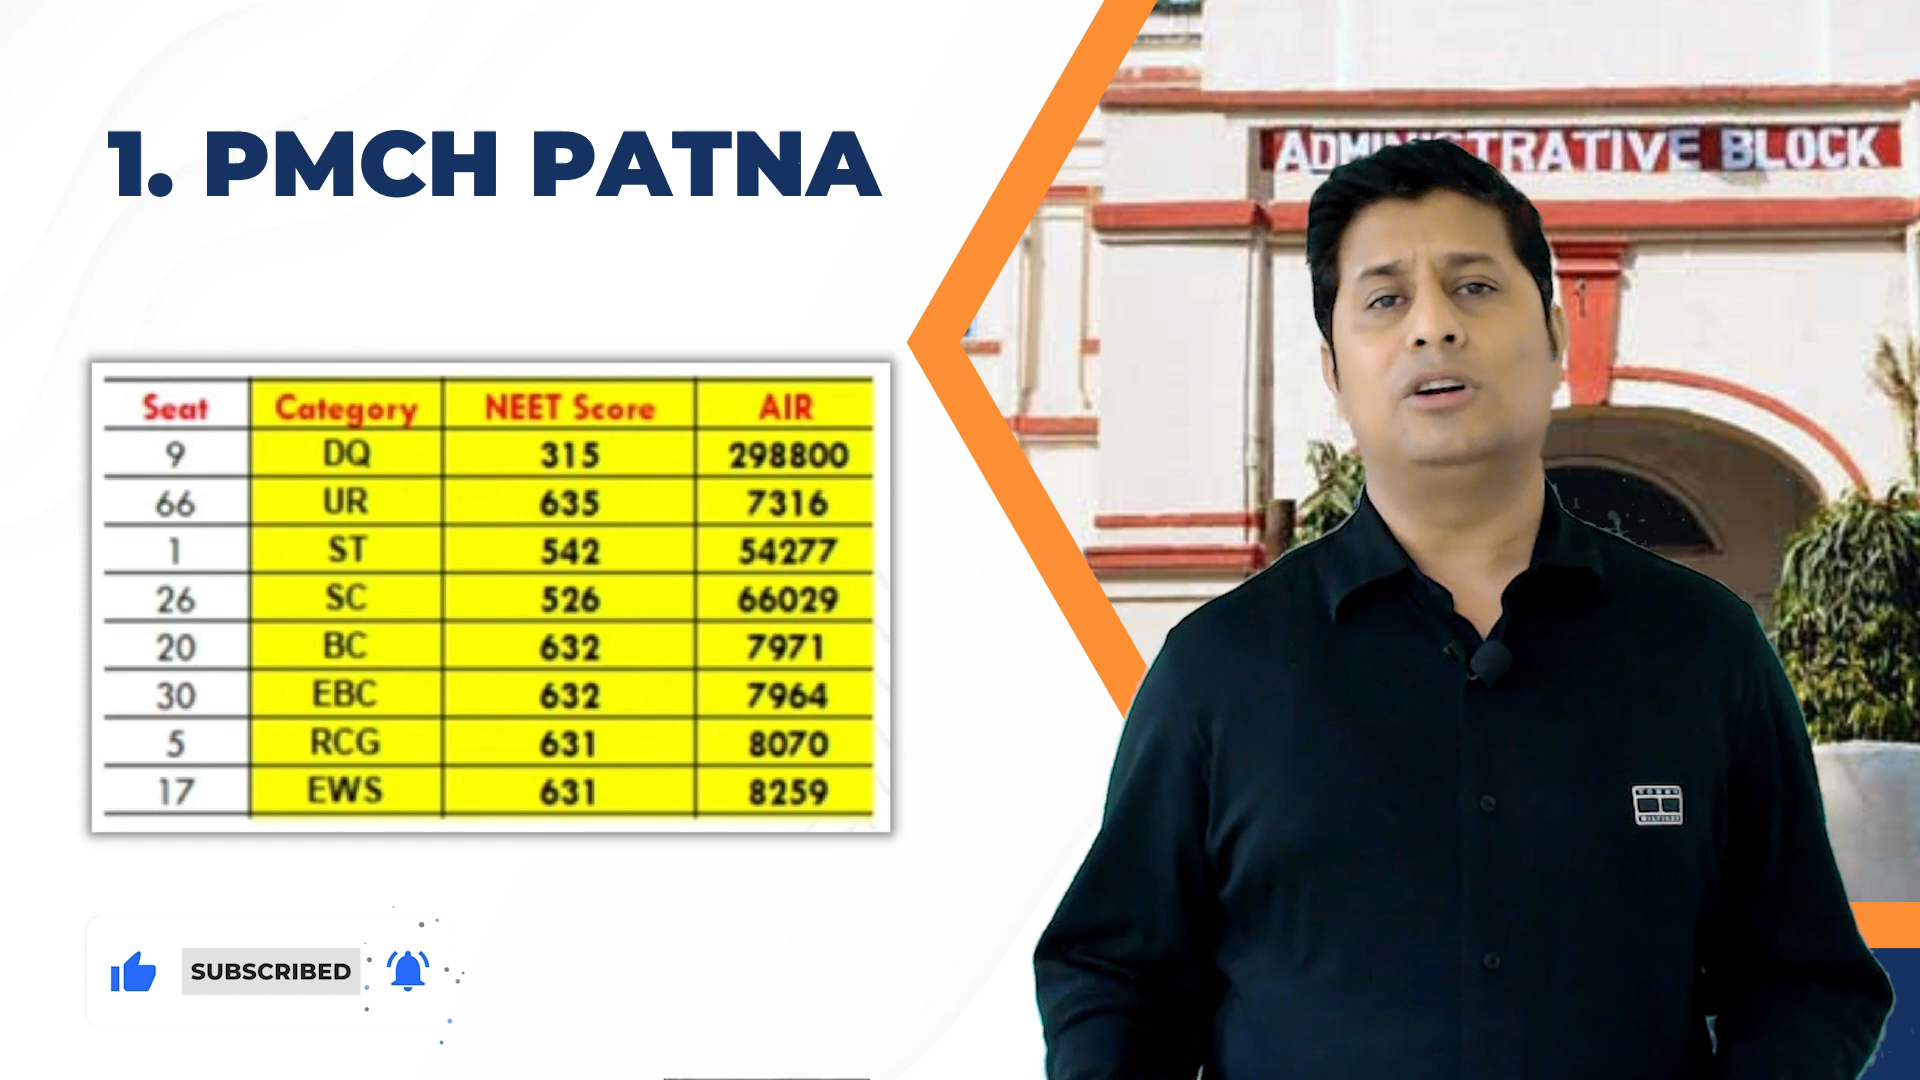 1. PMCH PATNA
ADMINISTRATIVE BLOCK
Seat Category NEET Score AIR
9 DQ 315 298800
66 UR 635 7316
1 ST 542 54277
26 SC 526 66029
20 BC 632 7971
30 EBC 632 7964
5 RCG 631 8070
17 EWS 631 8259
SUBSCRIBED